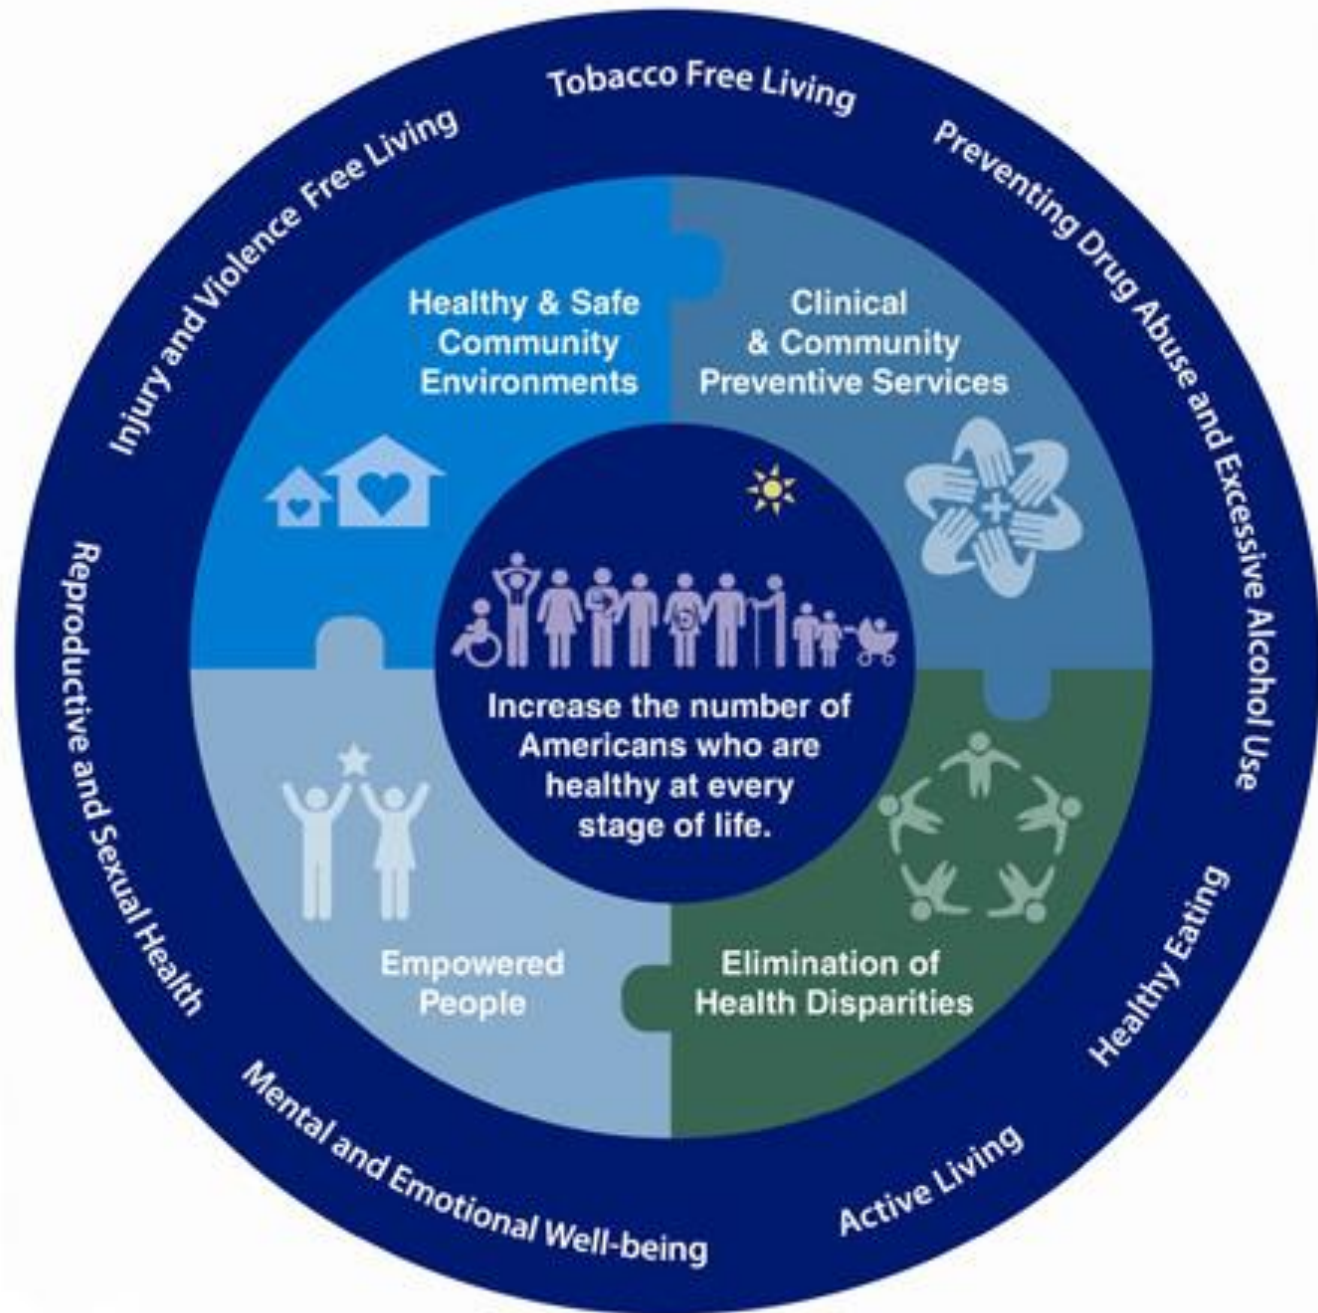 Tobacco Free Living
Preventing Drug Abuse and Excessive Alcohol Use
Healthy Eating
Active Living
Mental and Emotional Well-being
Reproductive and Sexual Health
Injury and Violence Free Living
Healthy & Safe
Community
Environments
Clinical
& Community
Preventive Services
Increase the number of
Americans who are
healthy at every
stage of life.
Empowered
People
Elimination of
Health Disparities